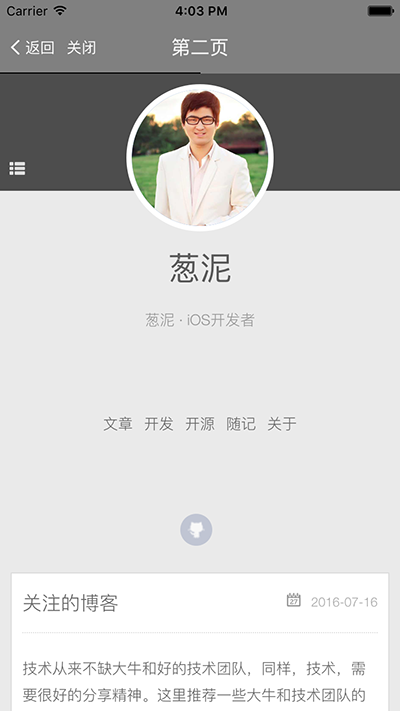 Carrier 4:03 PM
返回 关闭 第二页
葱泥
葱泥 · iOS开发者
文章 开发 开源 随记 关于
关注的博客 27 2016-07-16
技术从来不缺大牛和好的技术团队，同样，技术，需
要很好的分享精神。这里推荐一些大牛和技术团队的